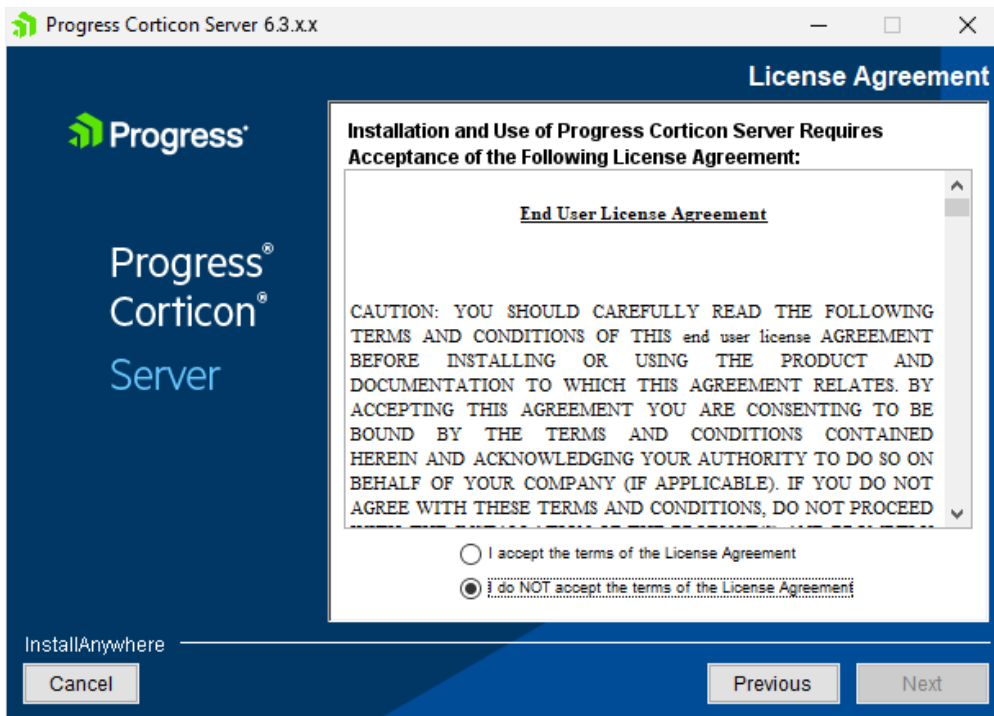 Progress Corticon Server 6.3.x.x
License Agreement
Progress
Progress®
Corticon®
Server
Installation and Use of Progress Corticon Server Requires
Acceptance of the Following License Agreement:
End User License Agreement
CAUTION: YOU SHOULD CAREFULLY READ THE FOLLOWING
TERMS AND CONDITIONS OF THIS end user license AGREEMENT
BEFORE INSTALLING OR USING THE PRODUCT AND
DOCUMENTATION TO WHICH THIS AGREEMENT RELATES. BY
ACCEPTING THIS AGREEMENT YOU ARE CONSENTING TO BE
BOUND BY THE TERMS AND CONDITIONS CONTAINED
HEREIN AND ACKNOWLEDGING YOUR AUTHORITY TO DO SO ON
BEHALF OF YOUR COMPANY (IF APPLICABLE). IF YOU DO NOT
AGREE WITH THESE TERMS AND CONDITIONS, DO NOT PROCEED
I accept the terms of the License Agreement
I do NOT accept the terms of the License Agreement
InstallAnywhere
Cancel
Previous
Next